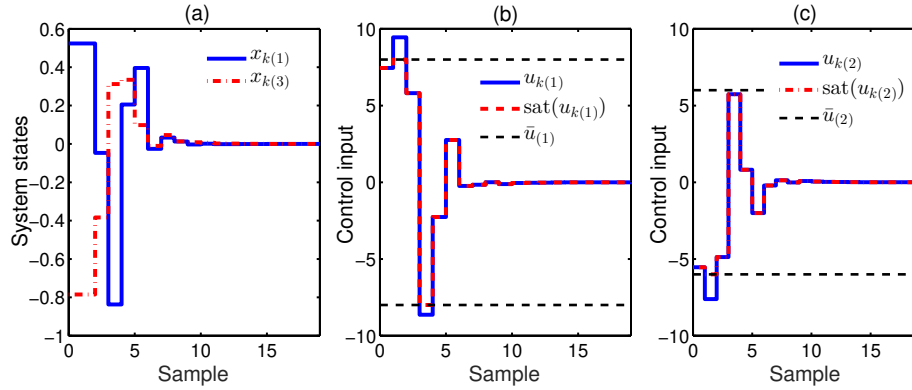 (a)
System states
0.6
0.4
0.2
0
−0.2
−0.4
−0.6
−0.8
−1
0
5
10
15
Sample
x_{k(1)}
x_{k(3)}
(b)
Control input
10
5
0
−5
−10
0
5
10
15
Sample
u_{k(1)}
sat(u_{k(1)})
ū_{(1)}
(c)
Control input
10
5
0
−5
−10
0
5
10
15
Sample
u_{k(2)}
sat(u_{k(2)})
ū_{(2)}